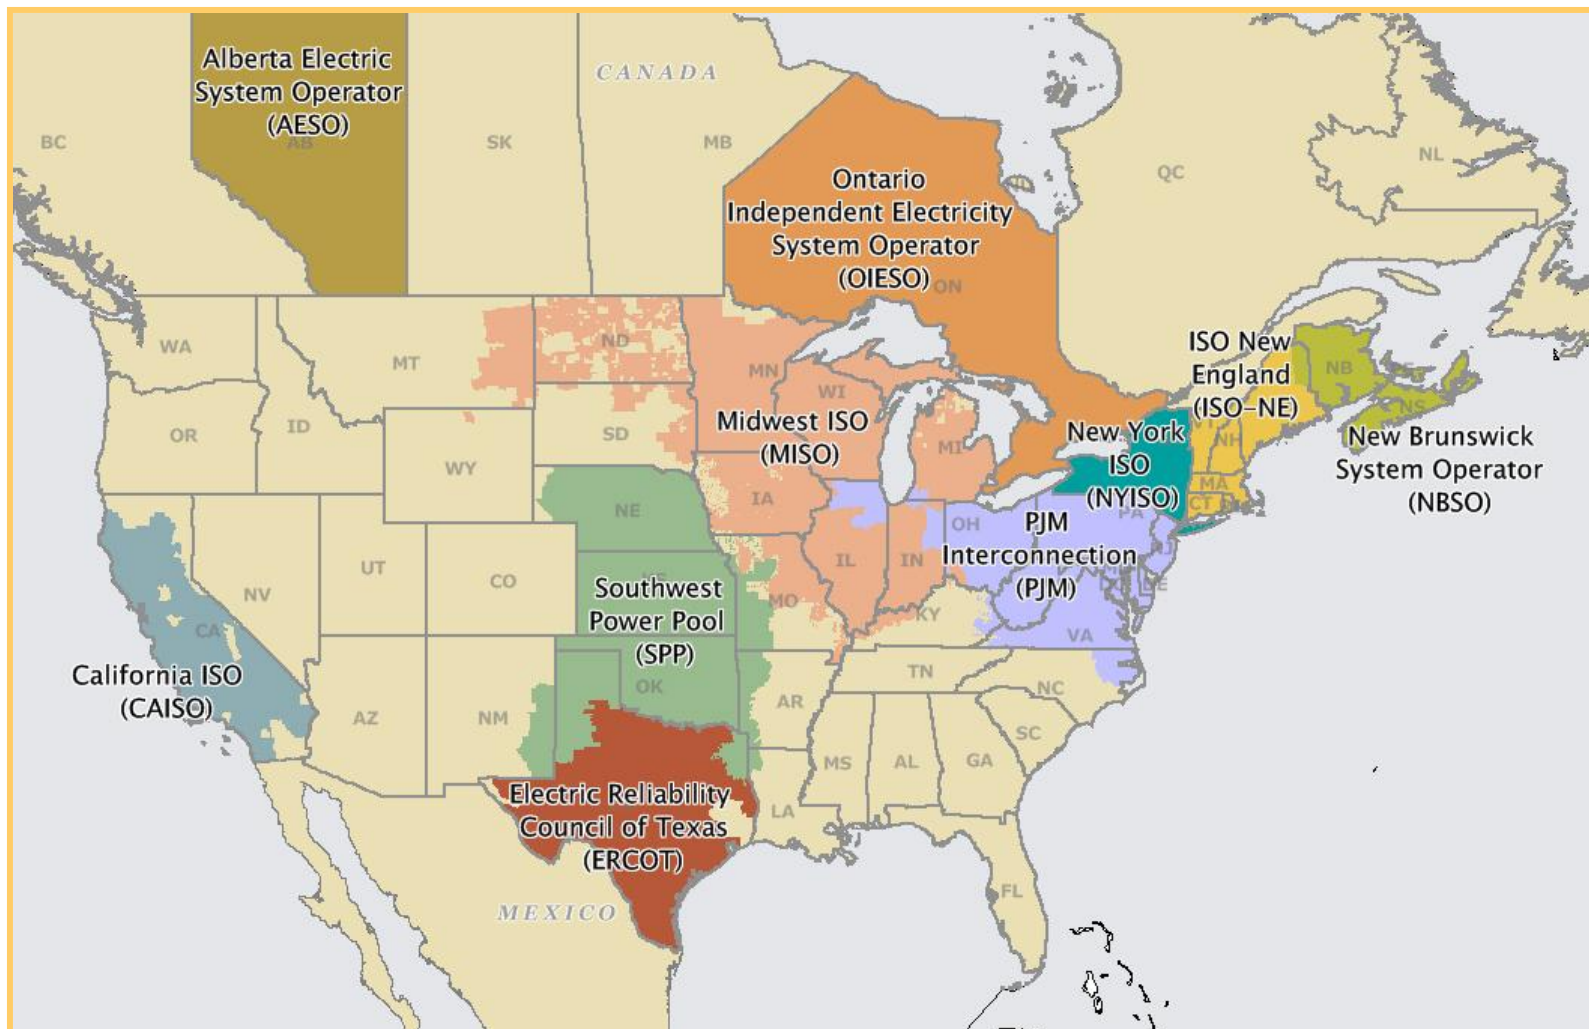 Alberta Electric
System Operator
(AESO)
AB
CANADA
BC
SK
MB
Ontario
Independent Electricity
System Operator
(OIESO)
ON
QC
NL
WA
MT
ND
MN
WI
ISO New
England
(ISO-NE)
NB
NS
OR
ID
SD
WY
Midwest ISO
(MISO)
MI
New York
ISO
(NYISO)
VT
NH
MA
CT
New Brunswick
System Operator
(NBSO)
NE
IA
OH
PA
PJM
Interconnection
(PJM)
NJ
DE
NV
UT
CO
Southwest
Power Pool
(SPP)
IL
IN
MO
KY
VA
CA
California ISO
(CAISO)
AZ
NM
OK
AR
TN
NC
SC
MS
AL
GA
LA
Electric Reliability
Council of Texas
(ERCOT)
FL
MEXICO